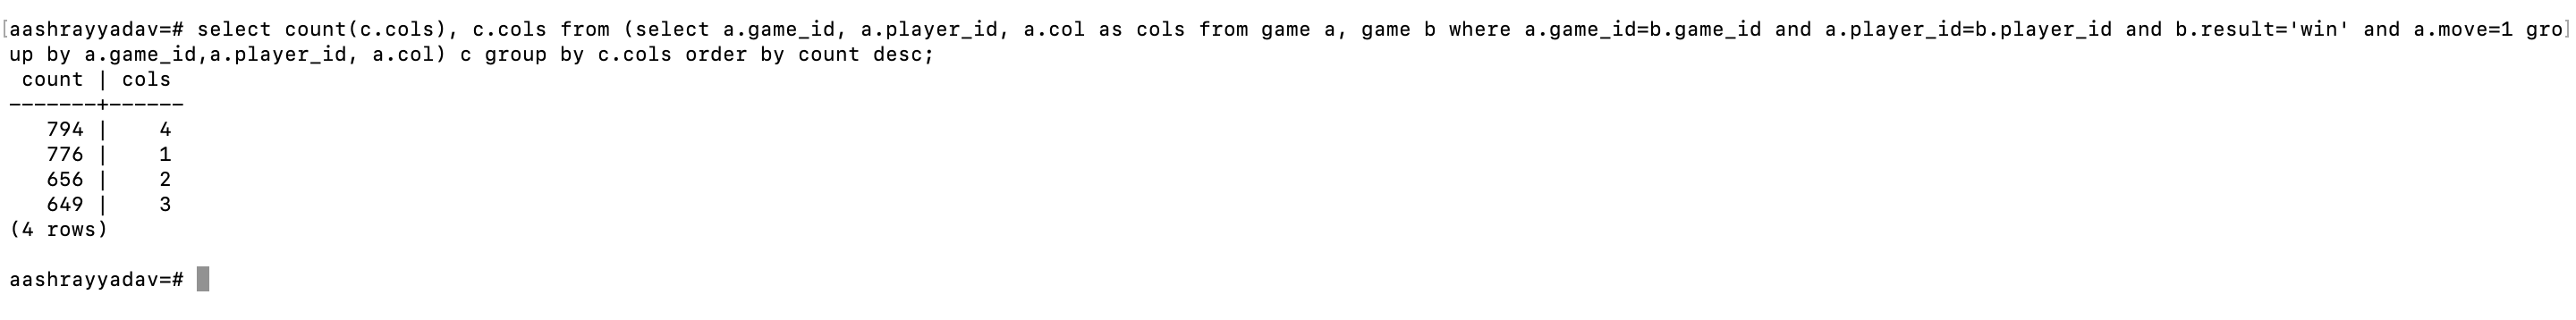 [aashrayyadav=# select count(c.cols), c.cols from (select a.game_id, a.player_id, a.col as cols from game a, game b where a.game_id=b.game_id and a.player_id=b.player_id and b.result='win' and a.move=1 gro]
up by a.game_id,a.player_id, a.col) c group by c.cols order by count desc;
 count | cols
-------+------
   794 |    4
   776 |    1
   656 |    2
   649 |    3
(4 rows)
aashrayyadav=#